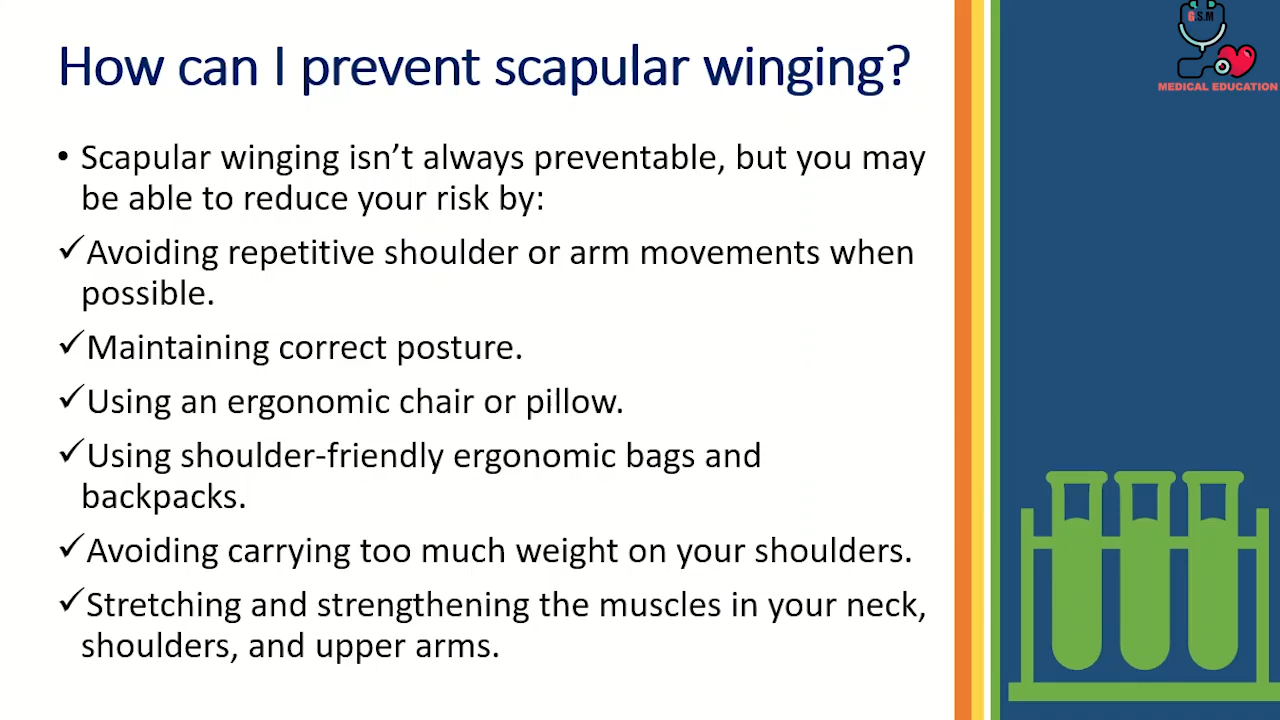 G.S.M
MEDICAL EDUCATION
How can I prevent scapular winging?
• Scapular winging isn’t always preventable, but you may
be able to reduce your risk by:
✓Avoiding repetitive shoulder or arm movements when
possible.
✓Maintaining correct posture.
✓Using an ergonomic chair or pillow.
✓Using shoulder-friendly ergonomic bags and
backpacks.
✓Avoiding carrying too much weight on your shoulders.
✓Stretching and strengthening the muscles in your neck,
shoulders, and upper arms.